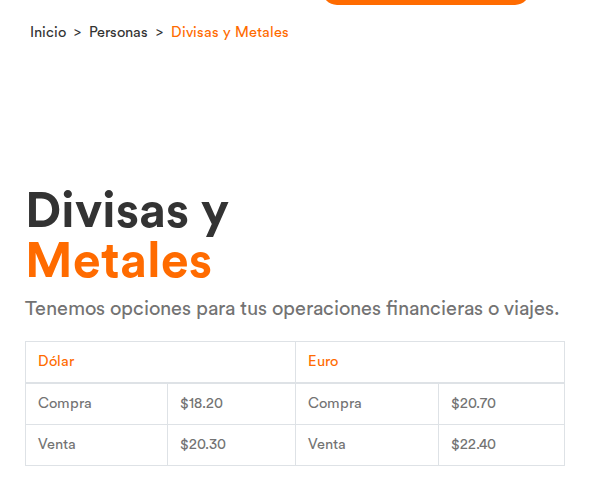 Inicio > Personas > Divisas y Metales
Divisas y
Metales
Tenemos opciones para tus operaciones financieras o viajes.
Dólar Euro
Compra $18.20 Compra $20.70
Venta $20.30 Venta $22.40